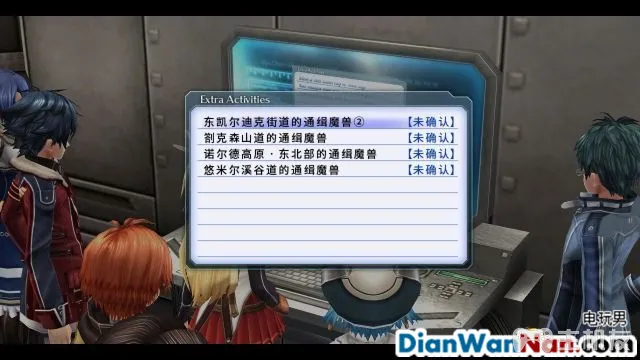 Extra Activities
东凯尔迪克街道的通缉魔兽② 【未确认】
割克森山道的通缉魔兽 【未确认】
诺尔德高原·东北部的通缉魔兽 【未确认】
悠米尔溪谷道的通缉魔兽 【未确认】
电玩男
DianWanNan.com